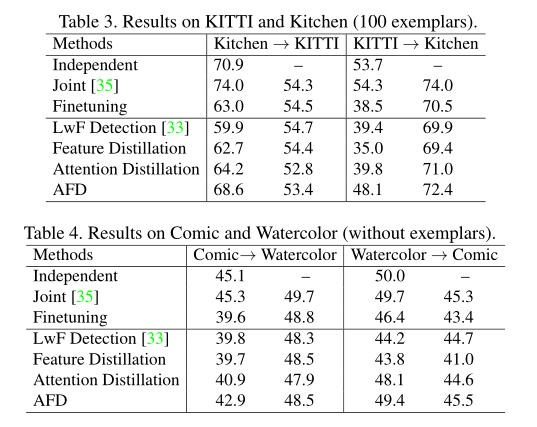 Table 3. Results on KITTI and Kitchen (100 exemplars).
Methods Kitchen → KITTI KITTI → Kitchen
Independent 70.9 – 53.7 –
Joint [35] 74.0 54.3 54.3 74.0
Finetuning 63.0 54.5 38.5 70.5
LwF Detection [33] 59.9 54.7 39.4 69.9
Feature Distillation 62.7 54.4 35.0 69.4
Attention Distillation 64.2 52.8 39.8 71.0
AFD 68.6 53.4 48.1 72.4
Table 4. Results on Comic and Watercolor (without exemplars).
Methods Comic→ Watercolor Watercolor → Comic
Independent 45.1 – 50.0 –
Joint [35] 45.3 49.7 49.7 45.3
Finetuning 39.6 48.8 46.4 43.4
LwF Detection [33] 39.8 48.3 44.2 44.7
Feature Distillation 39.7 48.5 43.8 41.0
Attention Distillation 40.9 47.9 48.1 44.6
AFD 42.9 48.5 49.4 45.5